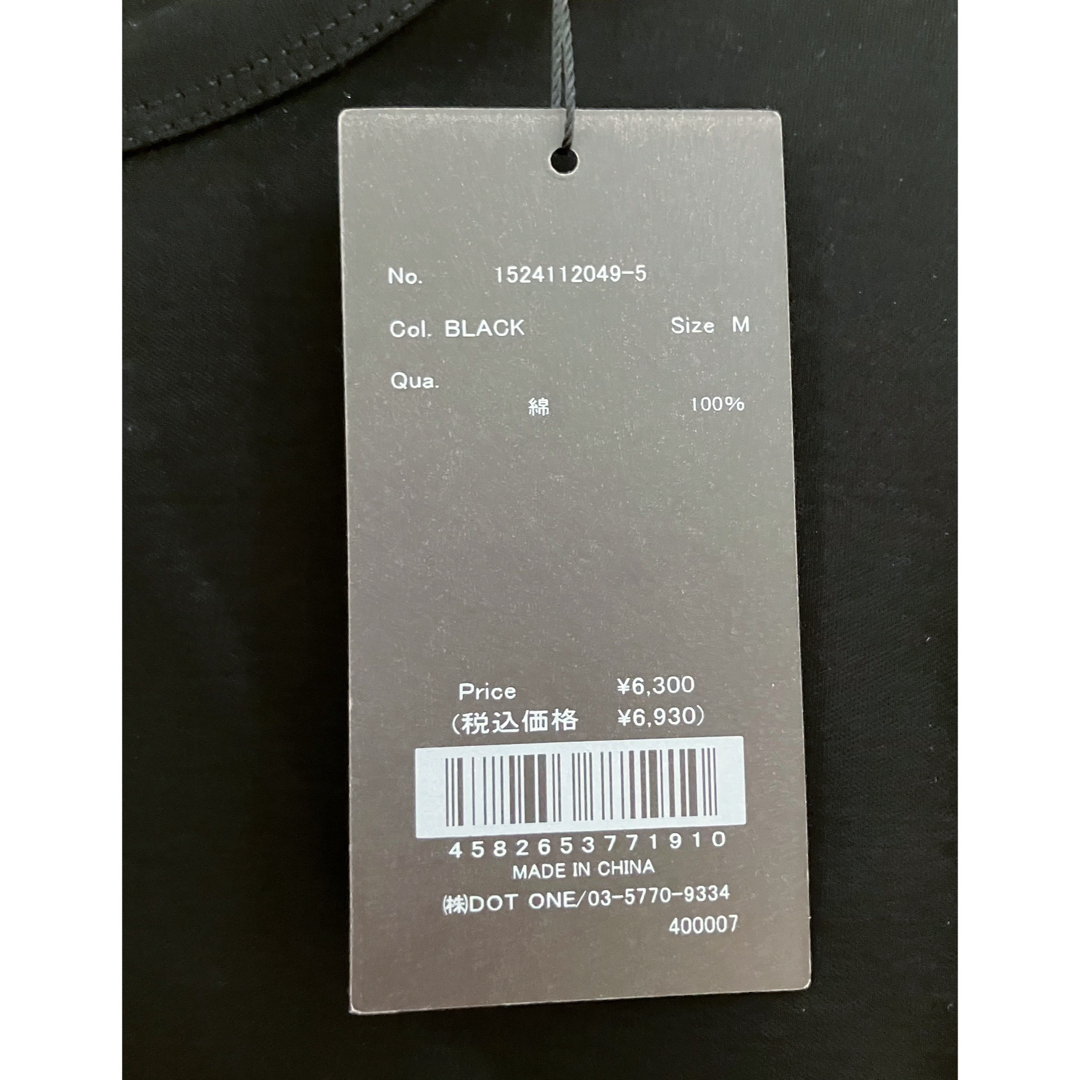 No. 1524112049-5
Col. BLACK Size M
Qua.
綿 100%
Price ¥6,300
(税込価格 ¥6,930)
4582653771910
MADE IN CHINA
㈱DOT ONE/03-5770-9334
400007